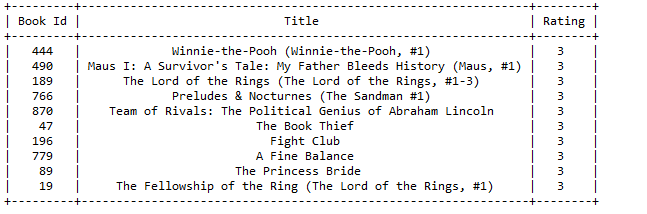 +---------+----------------------------------------------------------------+--------+
| Book Id | Title | Rating |
+---------+----------------------------------------------------------------+--------+
| 444 | Winnie-the-Pooh (Winnie-the-Pooh, #1) | 3 |
| 490 | Maus I: A Survivor's Tale: My Father Bleeds History (Maus, #1) | 3 |
| 189 | The Lord of the Rings (The Lord of the Rings, #1-3) | 3 |
| 766 | Preludes & Nocturnes (The Sandman #1) | 3 |
| 870 | Team of Rivals: The Political Genius of Abraham Lincoln | 3 |
| 47 | The Book Thief | 3 |
| 196 | Fight Club | 3 |
| 779 | A Fine Balance | 3 |
| 89 | The Princess Bride | 3 |
| 19 | The Fellowship of the Ring (The Lord of the Rings, #1) | 3 |
+---------+----------------------------------------------------------------+--------+